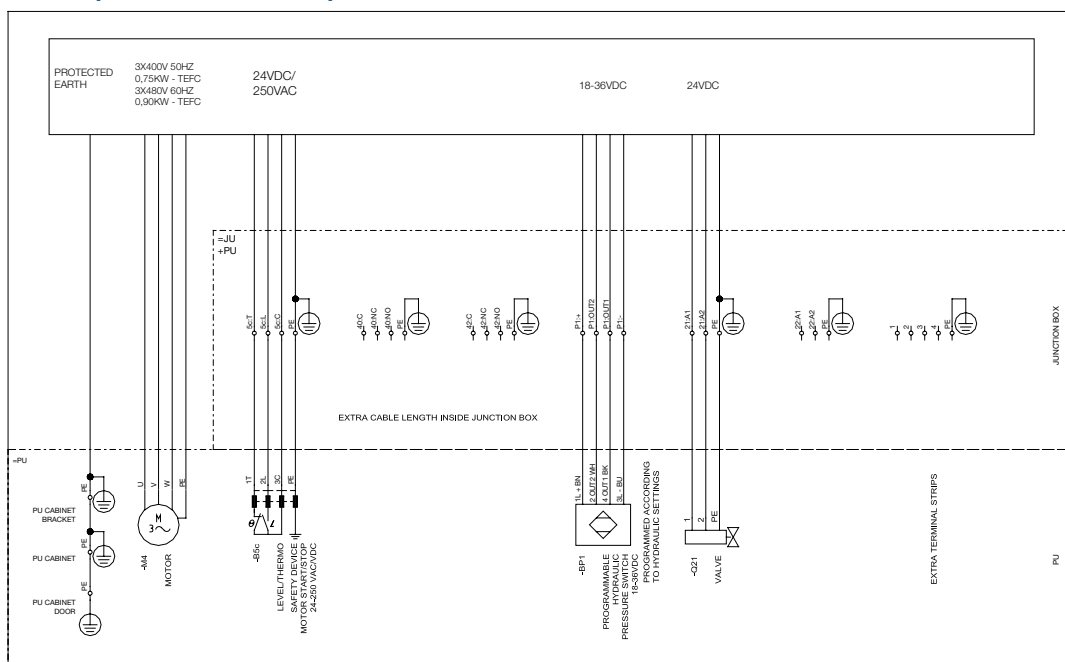 PROTECTED
EARTH
3X400V 50HZ
0,75KW - TEFC
3X480V 60HZ
0,90KW - TEFC
24VDC/
250VAC
18-36VDC
24VDC
=JU
+PU
5c:T
5c:L
5c:C
PE
40:C
40:NC
40:NO
PE
42:C
42:NC
42:NO
PE
P1:+
P1:OUT2
P1:OUT1
P1:-
21:A1
21:A2
PE
22:A1
22:A2
PE
1
2
3
4
PE
JUNCTION BOX
EXTRA CABLE LENGTH INSIDE JUNCTION BOX
=PU
PE
PU CABINET
BRACKET
PE
PU CABINET
PE
PU CABINET
DOOR
U
V
W
PE
M
3
-M4
MOTOR
1T
2L
3C
PE
θ
-B5c
LEVEL/THERMO
SAFETY DEVICE
MOTOR START/STOP
24-250 VAC/VDC
1L + BN
2 OUT2 WH
4 OUT1 BK
3L - BU
-BP1
PROGRAMMABLE
HYDRAULIC
PRESSURE SWITCH
18-36VDC
PROGRAMMED ACCORDING
TO HYDRAULIC SETTINGS
1
2
PE
-Q21
VALVE
EXTRA TERMINAL STRIPS
PU